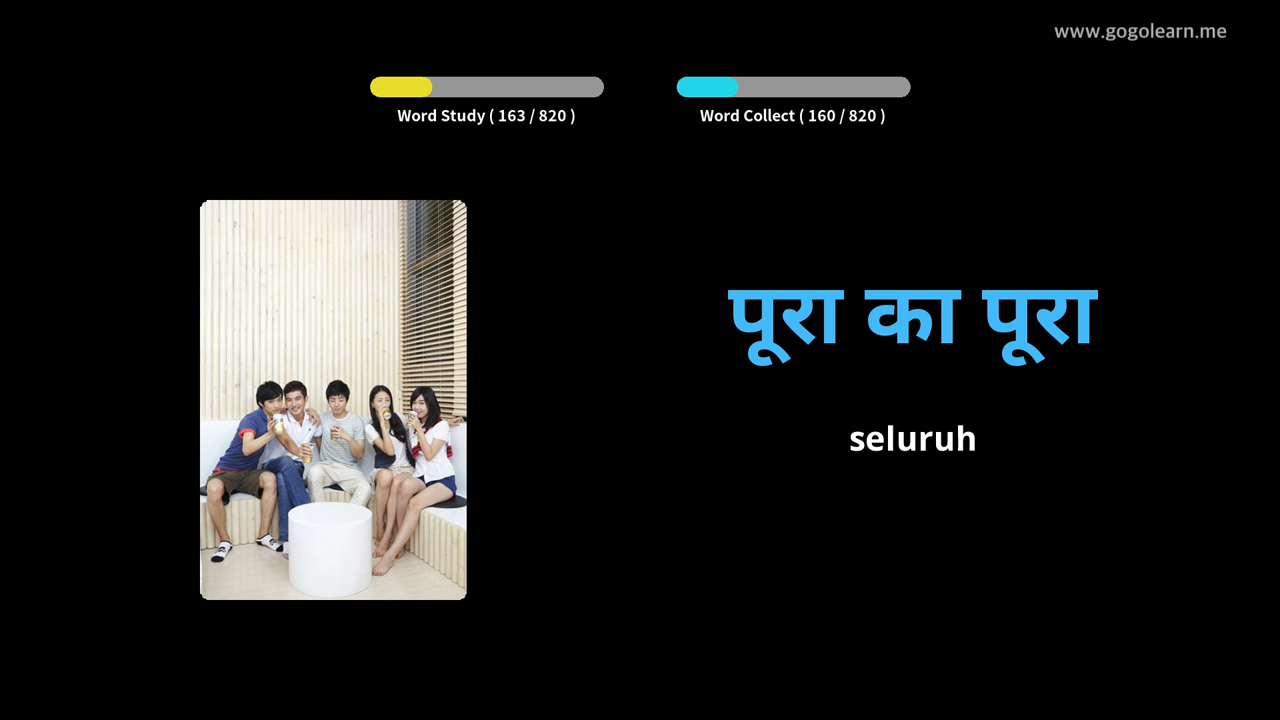 www.gogolearn.me
Word Study ( 163 / 820 )
Word Collect ( 160 / 820 )
पूरा का पूरा
seluruh